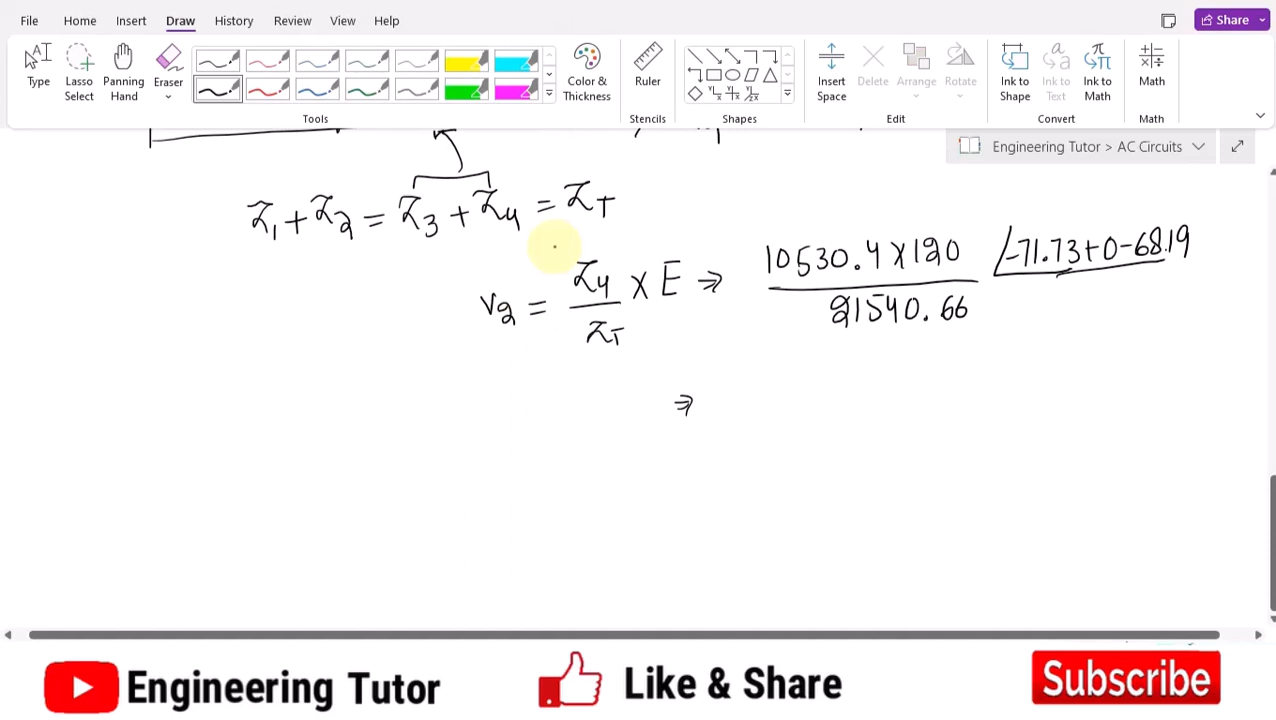 File Home Insert Draw History Review View Help Share
Type Lasso Select Panning Hand Eraser Color & Thickness Ruler Insert Space Delete Arrange Rotate Ink to Shape Ink to Text Ink to Math Math
Tools Stencils Shapes Edit Convert Math
Engineering Tutor > AC Circuits
Z1 + Z2 = Z3 + Z4 = ZT
V2 = Z4/ZT × E ⇒ 10530.4 × 120 / 21540.66 ∠-71.73+0-68.19
⇒
Engineering Tutor Like & Share Subscribe